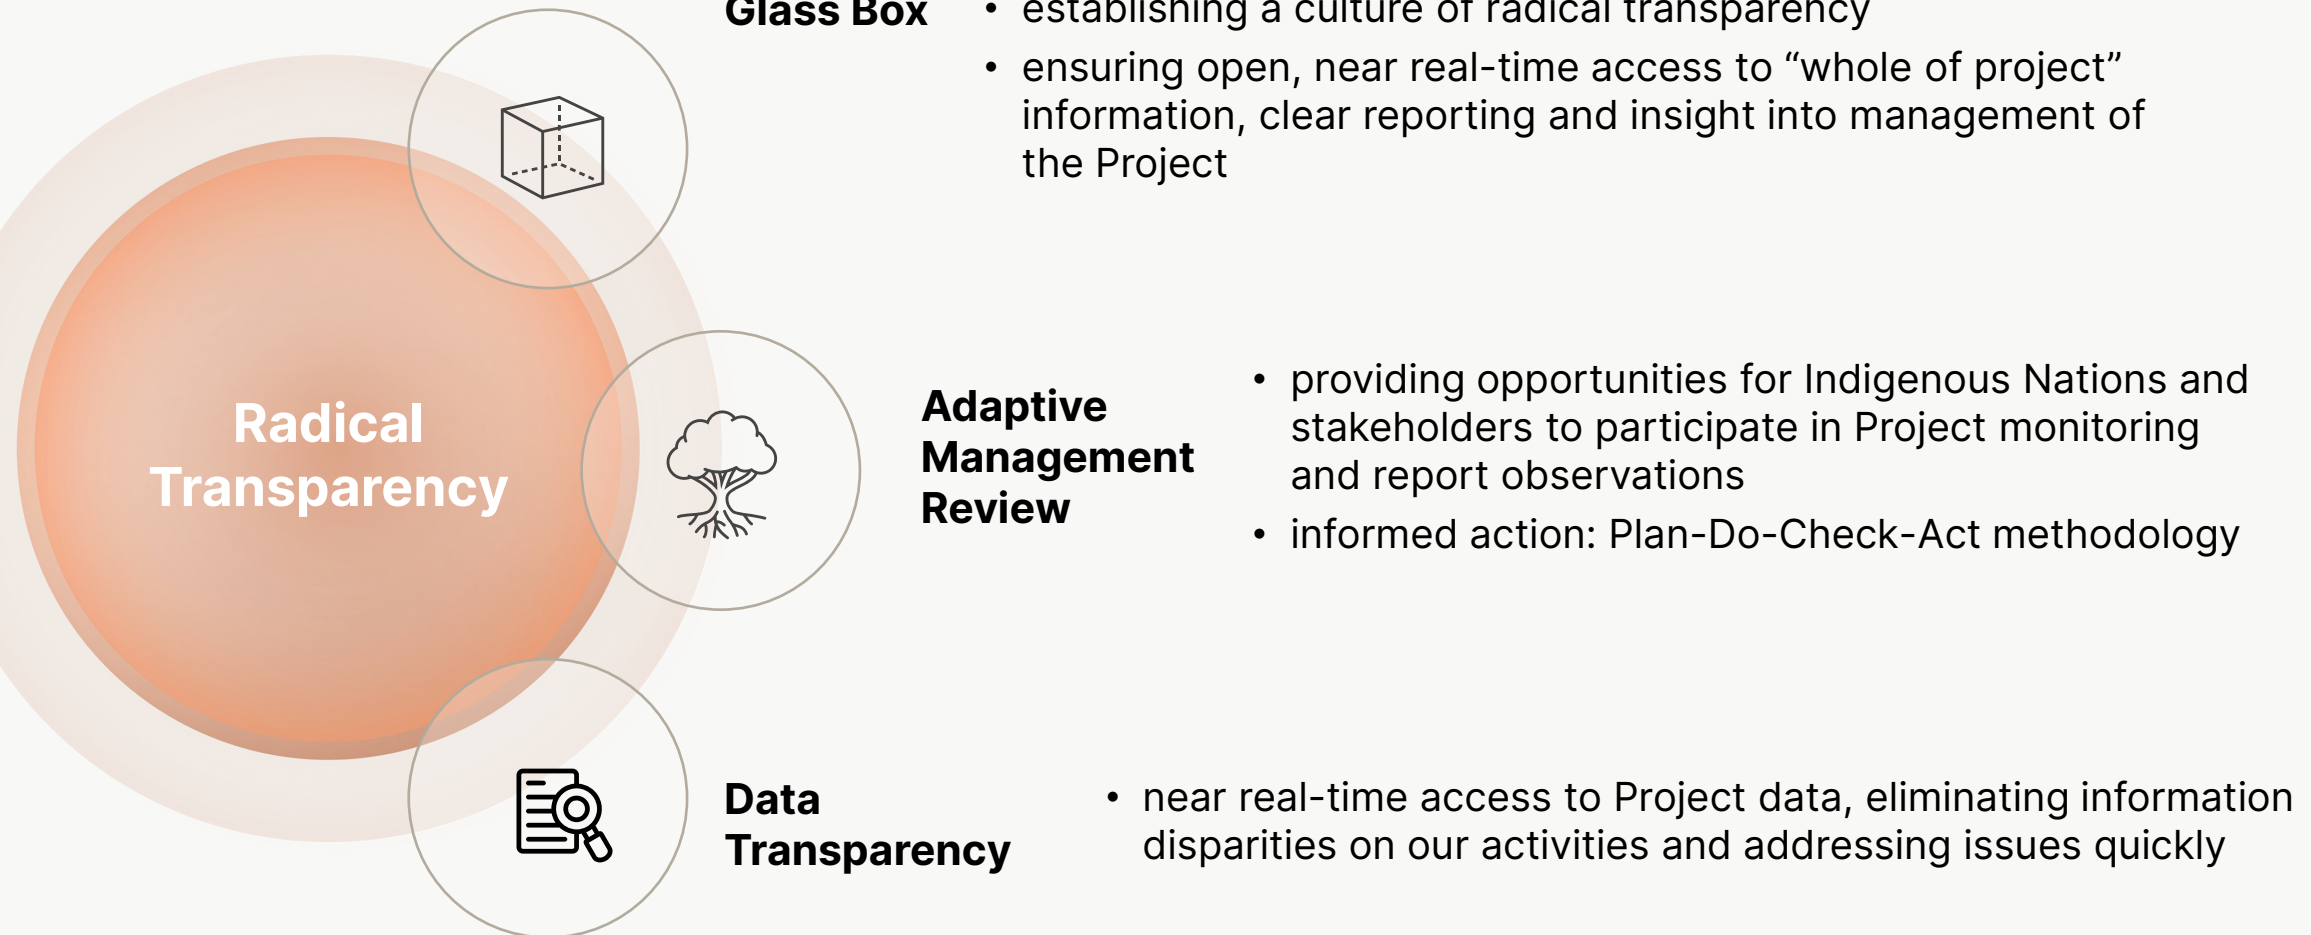 Glass Box
• establishing a culture of radical transparency
• ensuring open, near real-time access to “whole of project”
information, clear reporting and insight into management of
the Project
Radical
Transparency
Adaptive
Management
Review
• providing opportunities for Indigenous Nations and
stakeholders to participate in Project monitoring
and report observations
• informed action: Plan-Do-Check-Act methodology
Data
Transparency
• near real-time access to Project data, eliminating information
disparities on our activities and addressing issues quickly